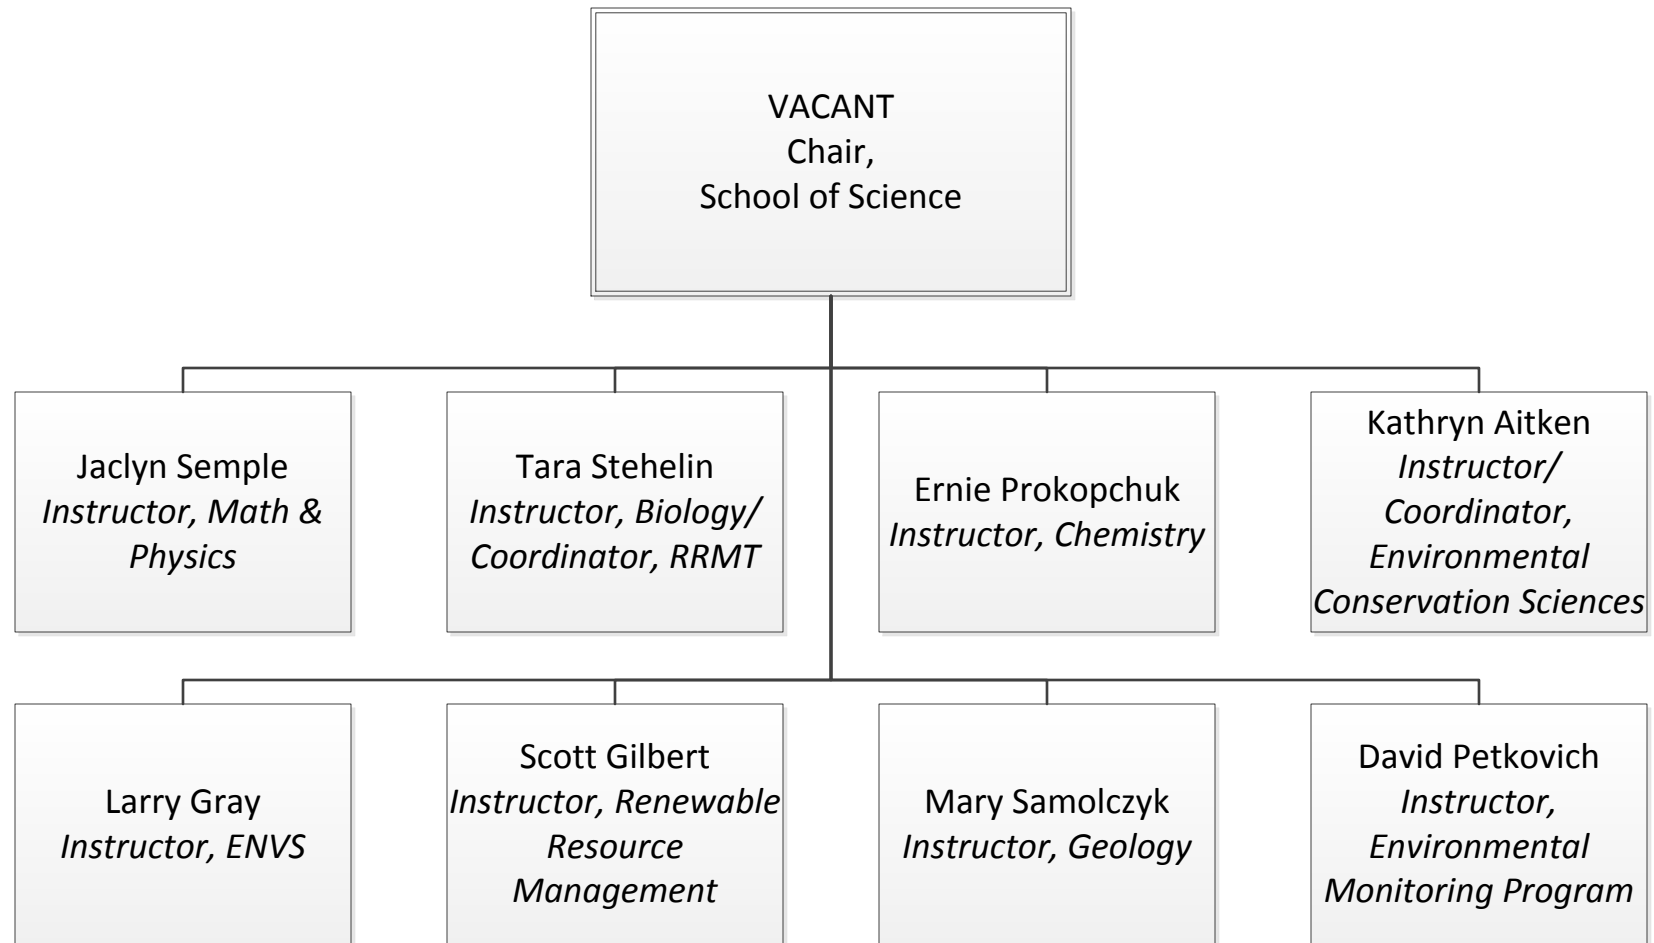 VACANT
Chair,
School of Science
Jaclyn Semple
Instructor, Math &
Physics
Tara Stehelin
Instructor, Biology/
Coordinator, RRMT
Ernie Prokopchuk
Instructor, Chemistry
Kathryn Aitken
Instructor/
Coordinator,
Environmental
Conservation Sciences
Larry Gray
Instructor, ENVS
Scott Gilbert
Instructor, Renewable
Resource
Management
Mary Samolczyk
Instructor, Geology
David Petkovich
Instructor,
Environmental
Monitoring Program